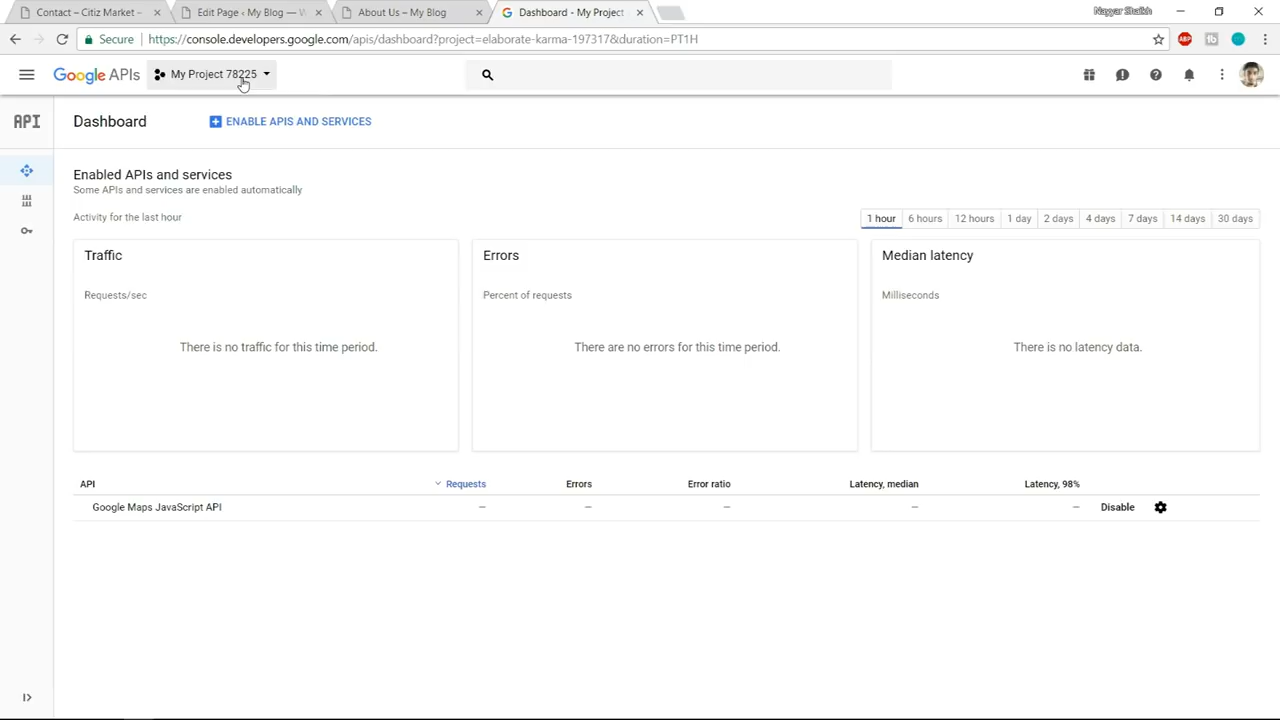 Contact – Citiz Market –
Edit Page ‹ My Blog — W
About Us – My Blog
Dashboard - My Project
Nayyar Shaikh
Secure
https://console.developers.google.com/apis/dashboard?project=elaborate-karma-197317&duration=PT1H
ABP
Google APIs
My Project 78225
API
Dashboard
ENABLE APIS AND SERVICES
Enabled APIs and services
Some APIs and services are enabled automatically
Activity for the last hour
1 hour 6 hours 12 hours 1 day 2 days 4 days 7 days 14 days 30 days
Traffic
Requests/sec
There is no traffic for this time period.
Errors
Percent of requests
There are no errors for this time period.
Median latency
Milliseconds
There is no latency data.
API Requests Errors Error ratio Latency, median Latency, 98%
Google Maps JavaScript API – – – – – Disable